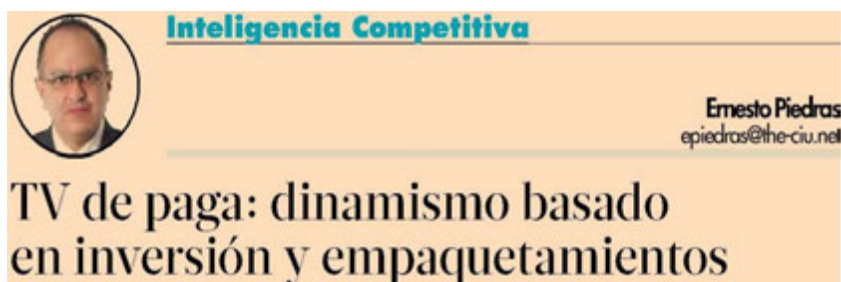 Inteligencia Competitiva
Ernesto Piedras
epiedras@the-ciu.net
TV de paga: dinamismo basado
en inversión y empaquetamientos